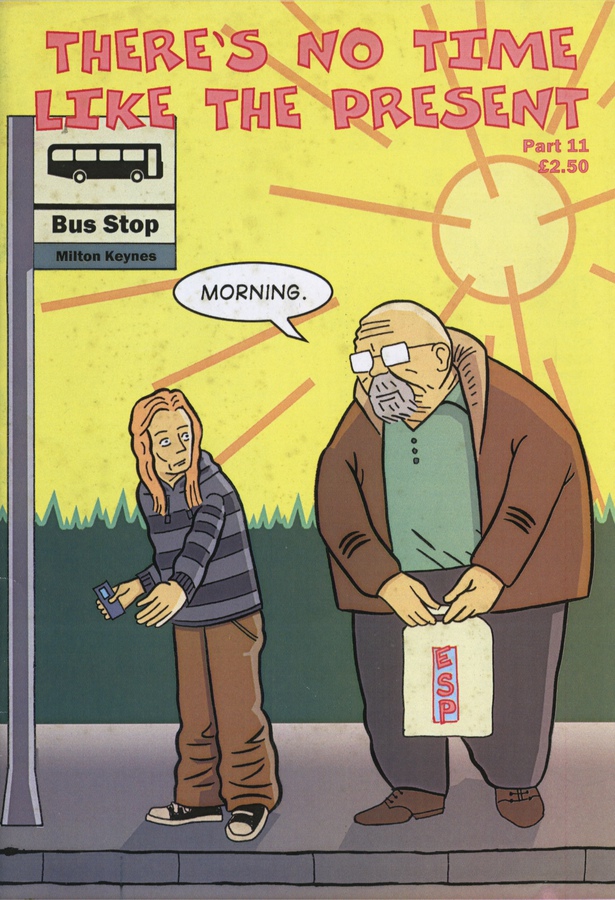 THERE'S NO TIME
LIKE THE PRESENT
Part 11
£2.50
Bus Stop
Milton Keynes
MORNING.
ESP